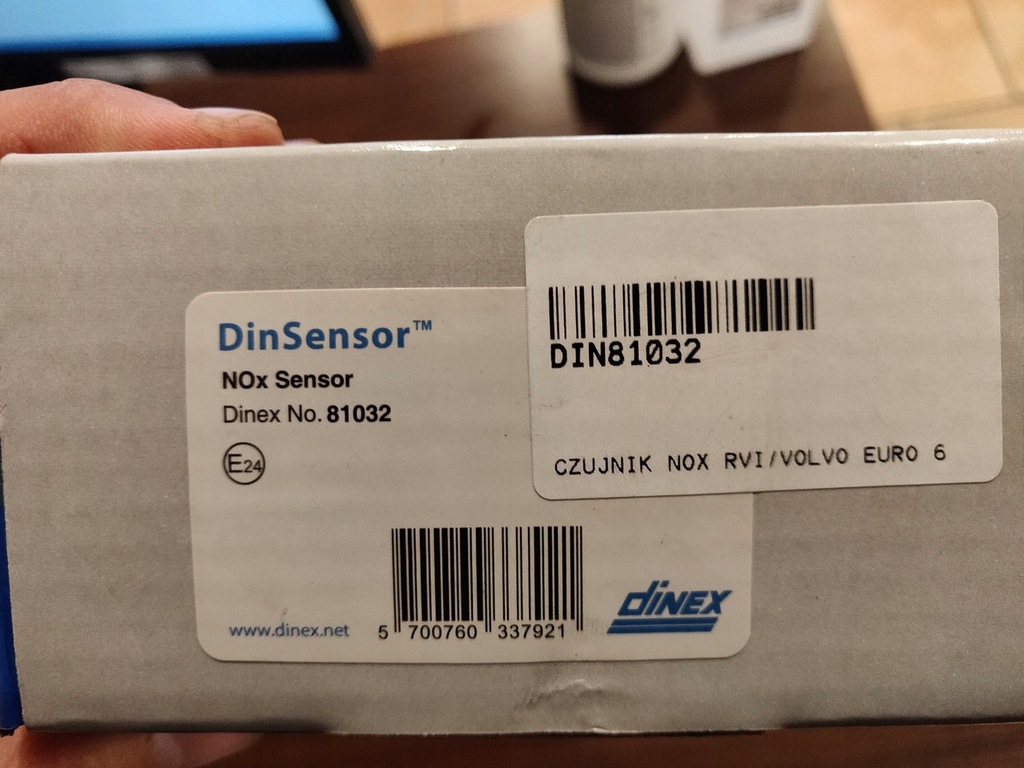 DinSensor™
NOx Sensor
Dinex No. 81032
E24
www.dinex.net
5 700760 337921
dinex
DIN81032
CZUJNIK NOX RVI/VOLVO EURO 6